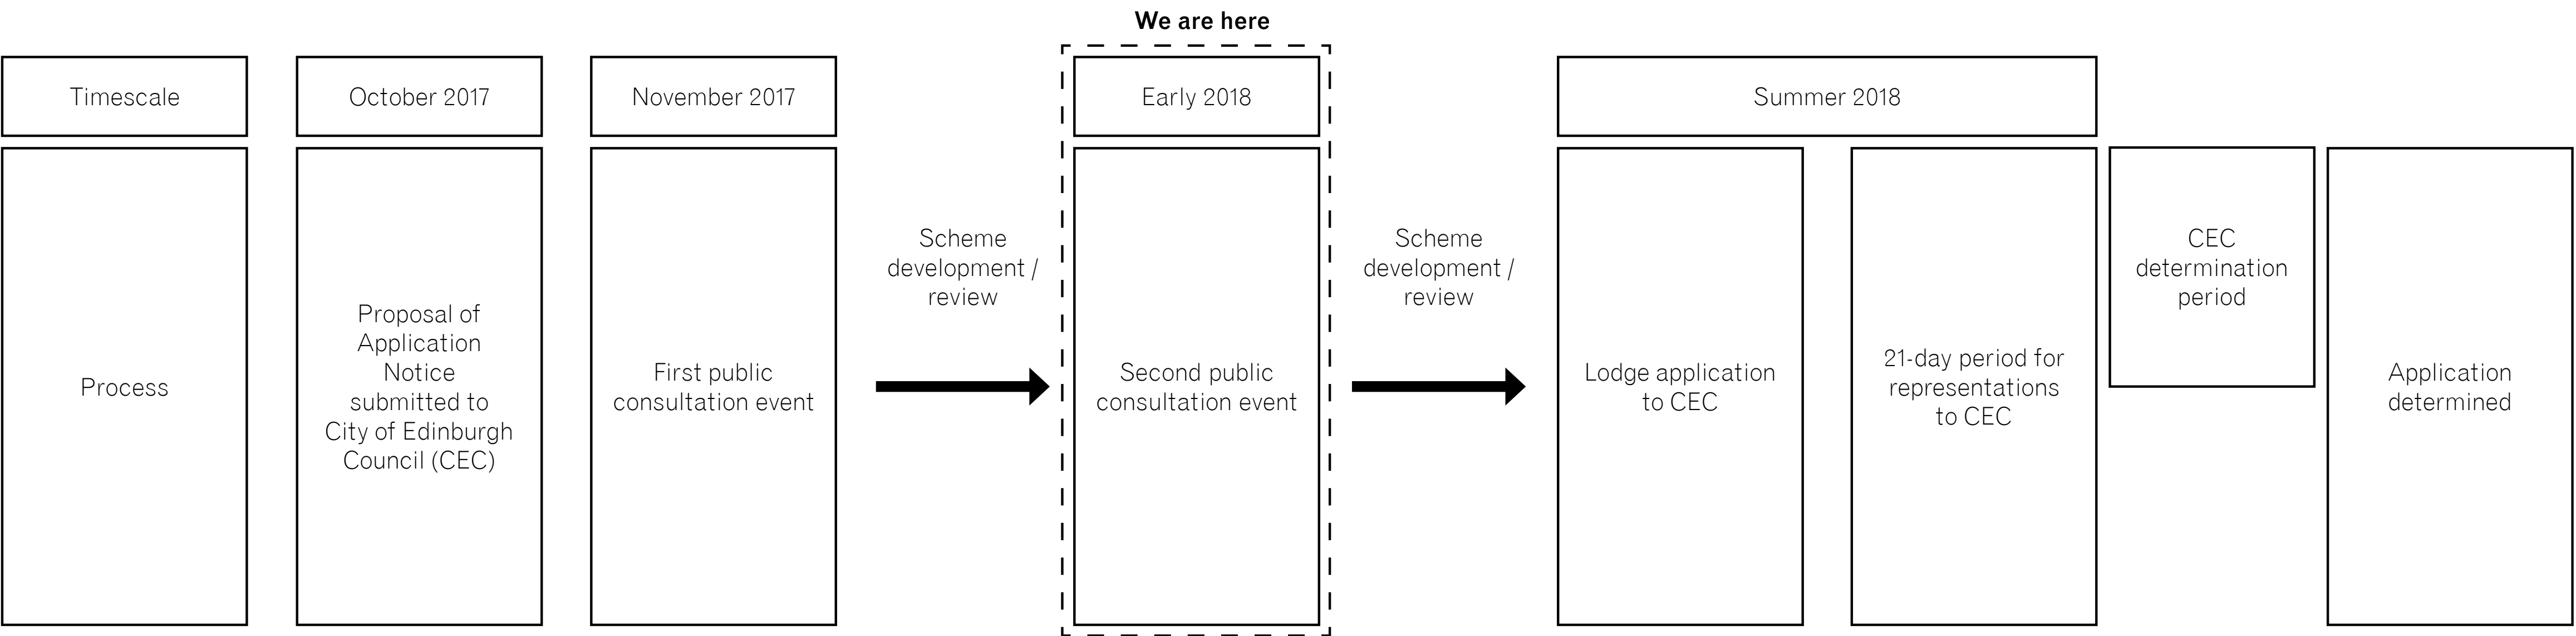 We are here
Timescale
October 2017
November 2017
Early 2018
Summer 2018
Process
Proposal of
Application
Notice
submitted to
City of Edinburgh
Council (CEC)
First public
consultation event
Scheme
development /
review
Second public
consultation event
Scheme
development /
review
Lodge application
to CEC
21-day period for
representations
to CEC
CEC
determination
period
Application
determined